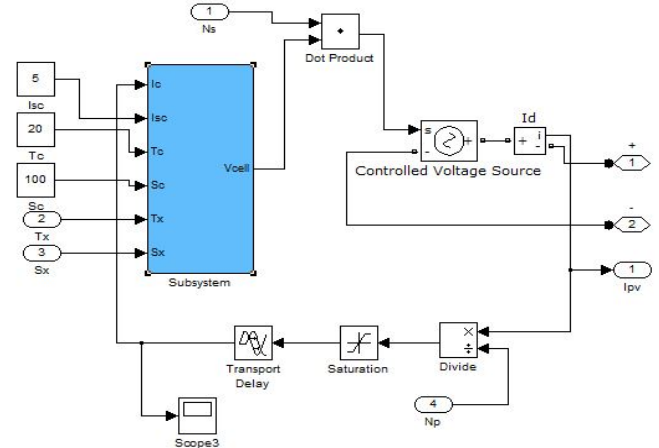 1
Ns
Dot Product
5
Isc
20
Tc
100
Sc
2
Tx
3
Sx
Ic
Isc
Tc
Sc
Tx
Sx
Vcell
Subsystem
s
-
+
Controlled Voltage Source
Id
+
i
-
+
1
-
2
1
Ipv
×
÷
Divide
Saturation
Transport
Delay
4
Np
Scope3